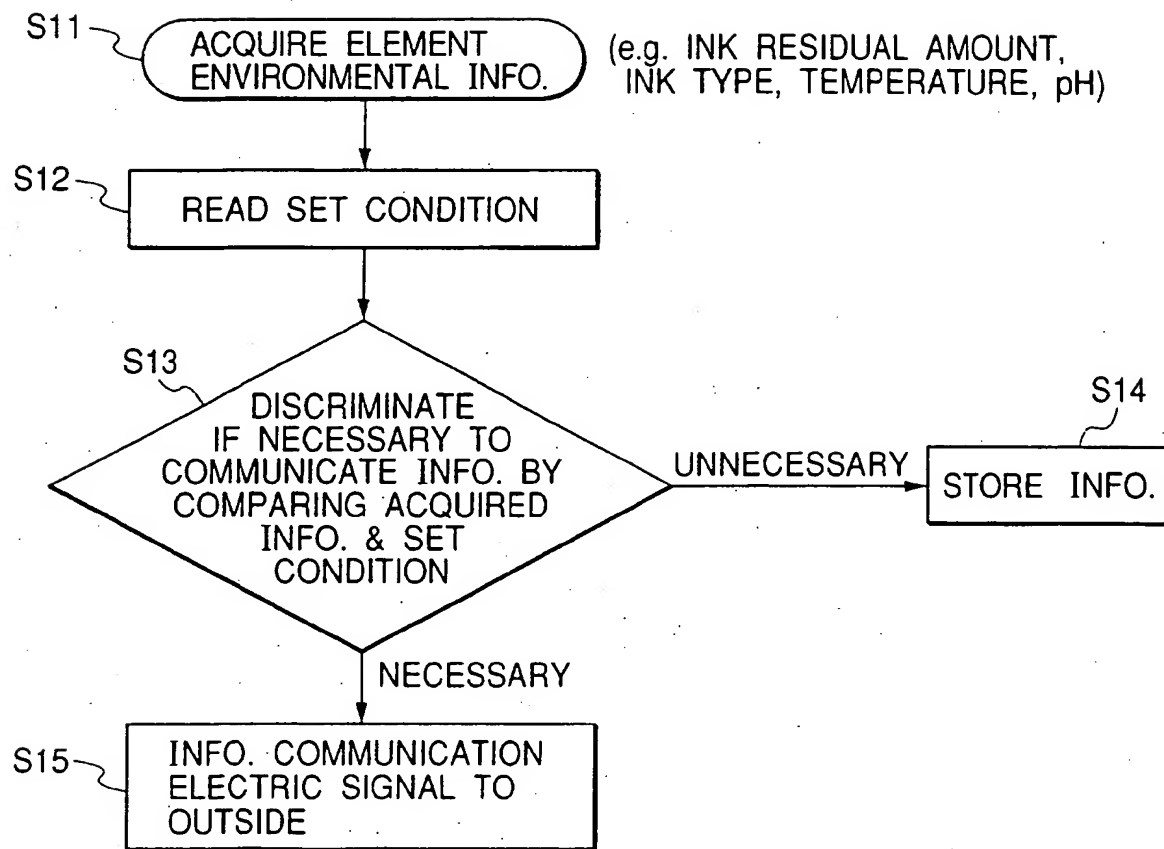 S11
ACQUIRE ELEMENT
ENVIRONMENTAL INFO.
(e.g. INK RESIDUAL AMOUNT,
INK TYPE, TEMPERATURE, pH)
S12
READ SET CONDITION
S13
DISCRIMINATE
IF NECESSARY TO
COMMUNICATE INFO. BY
COMPARING ACQUIRED
INFO. & SET
CONDITION
UNNECESSARY
S14
STORE INFO.
NECESSARY
S15
INFO. COMMUNICATION
ELECTRIC SIGNAL TO
OUTSIDE